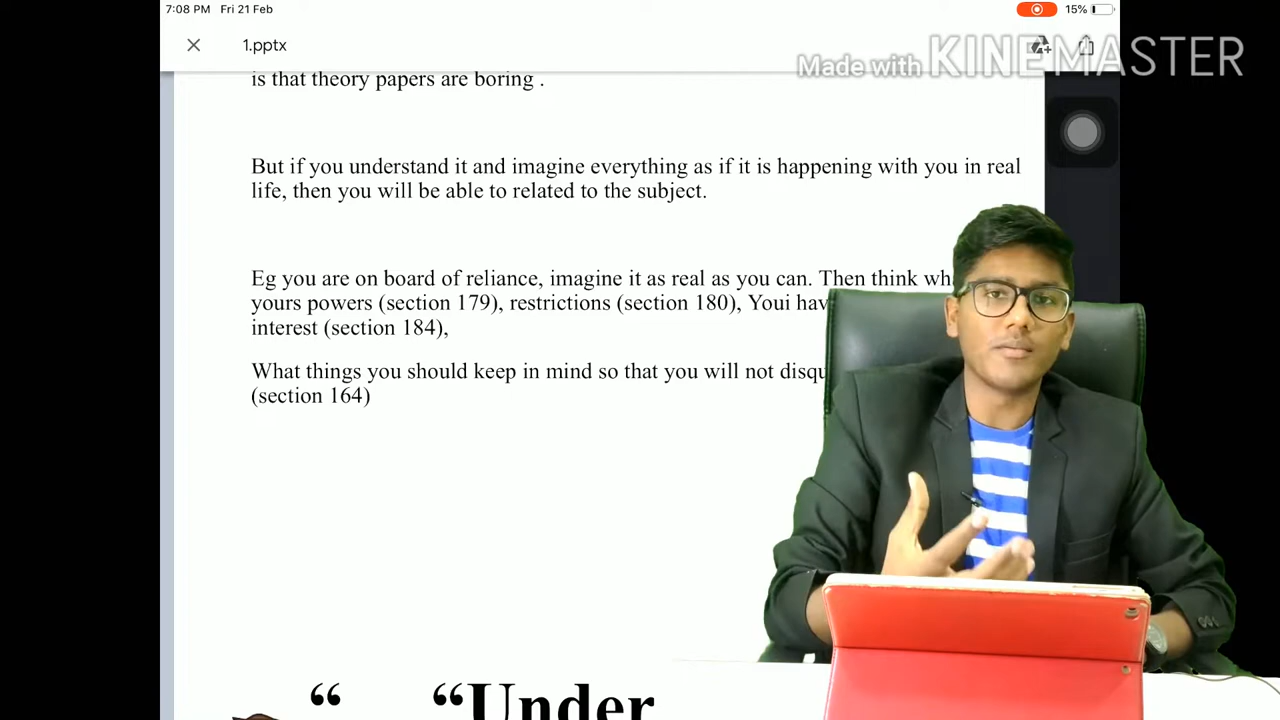 7:08 PM Fri 21 Feb
15%
1.pptx
Made with KINEMASTER
is that theory papers are boring .
But if you understand it and imagine everything as if it is happening with you in real
life, then you will be able to related to the subject.
Eg you are on board of reliance, imagine it as real as you can. Then think
yours powers (section 179), restrictions (section 180), Youi
interest (section 184),
What things you should keep in mind so that you will not
(section 164)
“ “Under